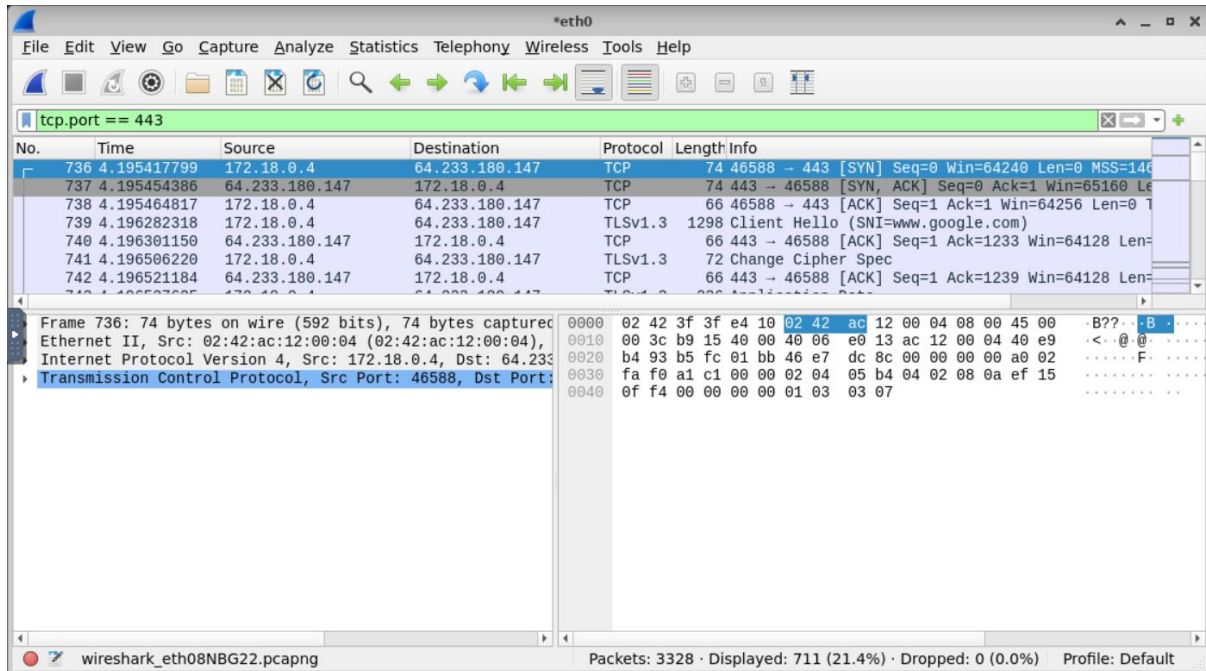 *eth0
File Edit View Go Capture Analyze Statistics Telephony Wireless Tools Help
tcp.port == 443
No. Time Source Destination Protocol Length Info
736 4.195417799 172.18.0.4 64.233.180.147 TCP 74 46588 → 443 [SYN] Seq=0 Win=64240 Len=0 MSS=146
737 4.195454386 64.233.180.147 172.18.0.4 TCP 74 443 → 46588 [SYN, ACK] Seq=0 Ack=1 Win=65160 Le
738 4.195464817 172.18.0.4 64.233.180.147 TCP 66 46588 → 443 [ACK] Seq=1 Ack=1 Win=64256 Len=0 T
739 4.196282318 172.18.0.4 64.233.180.147 TLSv1.3 1298 Client Hello (SNI=www.google.com)
740 4.196301150 64.233.180.147 172.18.0.4 TCP 66 443 → 46588 [ACK] Seq=1 Ack=1233 Win=64128 Len=
741 4.196506220 172.18.0.4 64.233.180.147 TLSv1.3 72 Change Cipher Spec
742 4.196521184 64.233.180.147 172.18.0.4 TCP 66 443 → 46588 [ACK] Seq=1 Ack=1239 Win=64128 Len=
Frame 736: 74 bytes on wire (592 bits), 74 bytes captured
Ethernet II, Src: 02:42:ac:12:00:04 (02:42:ac:12:00:04),
Internet Protocol Version 4, Src: 172.18.0.4, Dst: 64.233
Transmission Control Protocol, Src Port: 46588, Dst Port:
0000 02 42 3f 3f e4 10 02 42 ac 12 00 04 08 00 45 00 ·B??···B ·····
0010 00 3c b9 15 40 00 40 06 e0 13 ac 12 00 04 40 e9 ·<··@·@·
0020 b4 93 b5 fc 01 bb 46 e7 dc 8c 00 00 00 00 a0 02 ······F·
0030 fa f0 a1 c1 00 00 02 04 05 b4 04 02 08 0a ef 15 ········
0040 0f f4 00 00 00 00 01 03 03 07 ········ ··
wireshark_eth08NBG22.pcapng Packets: 3328 · Displayed: 711 (21.4%) · Dropped: 0 (0.0%) Profile: Default